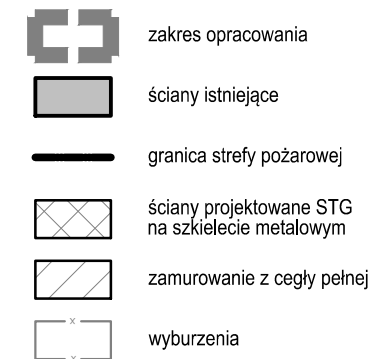 zakres opracowania
ściany istniejące
granica strefy pożarowej
ściany projektowane STG
na szkielecie metalowym
zamurowanie z cegły pełnej
x
wyburzenia
x